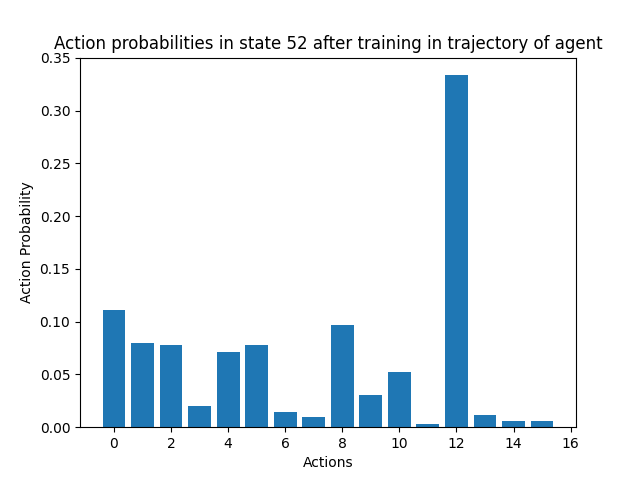 Action probabilities in state 52 after training in trajectory of agent
0.35
0.30
0.25
0.20
0.15
0.10
0.05
0.00
Action Probability
0 2 4 6 8 10 12 14 16
Actions